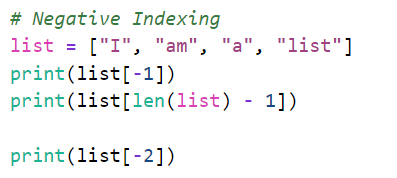 # Negative Indexing
list = ["I", "am", "a", "list"]
print(list[-1])
print(list[len(list) - 1])
print(list[-2])